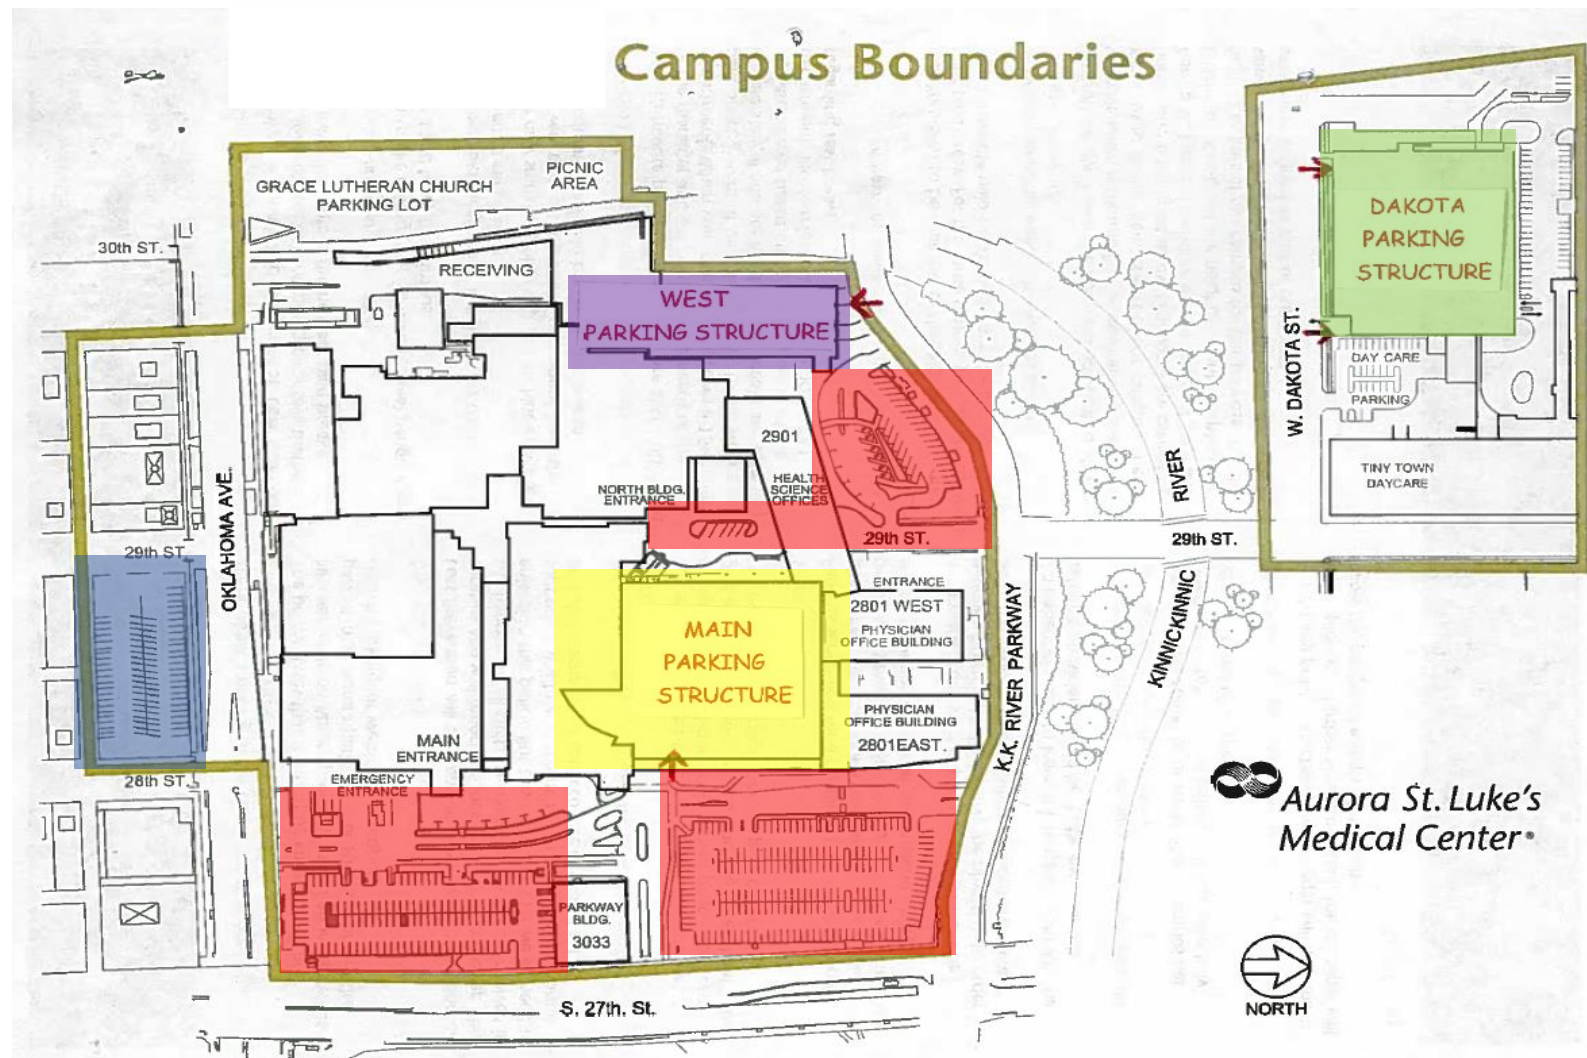 Campus Boundaries
PICNIC
AREA
GRACE LUTHERAN CHURCH
PARKING LOT
30th ST.
RECEIVING
WEST
PARKING STRUCTURE
DAKOTA
PARKING
STRUCTURE
W. DAKOTA ST.
DAY CARE
PARKING
TINY TOWN
DAYCARE
2901
HEALTH
SCIENCE
OFFICES
NORTH BLDG.
ENTRANCE
OKLAHOMA AVE.
29th ST.
29th ST.
29th ST.
RIVER
KINNICKINNIC
K.K. RIVER PARKWAY
ENTRANCE
2801 WEST
PHYSICIAN
OFFICE BUILDING
MAIN
PARKING
STRUCTURE
PHYSICIAN
OFFICE BUILDING
2801EAST.
MAIN
ENTRANCE
28th ST.
EMERGENCY
ENTRANCE
Aurora St. Luke's
Medical Center
PARKWAY
BLDG.
3033
S. 27th. St.
NORTH